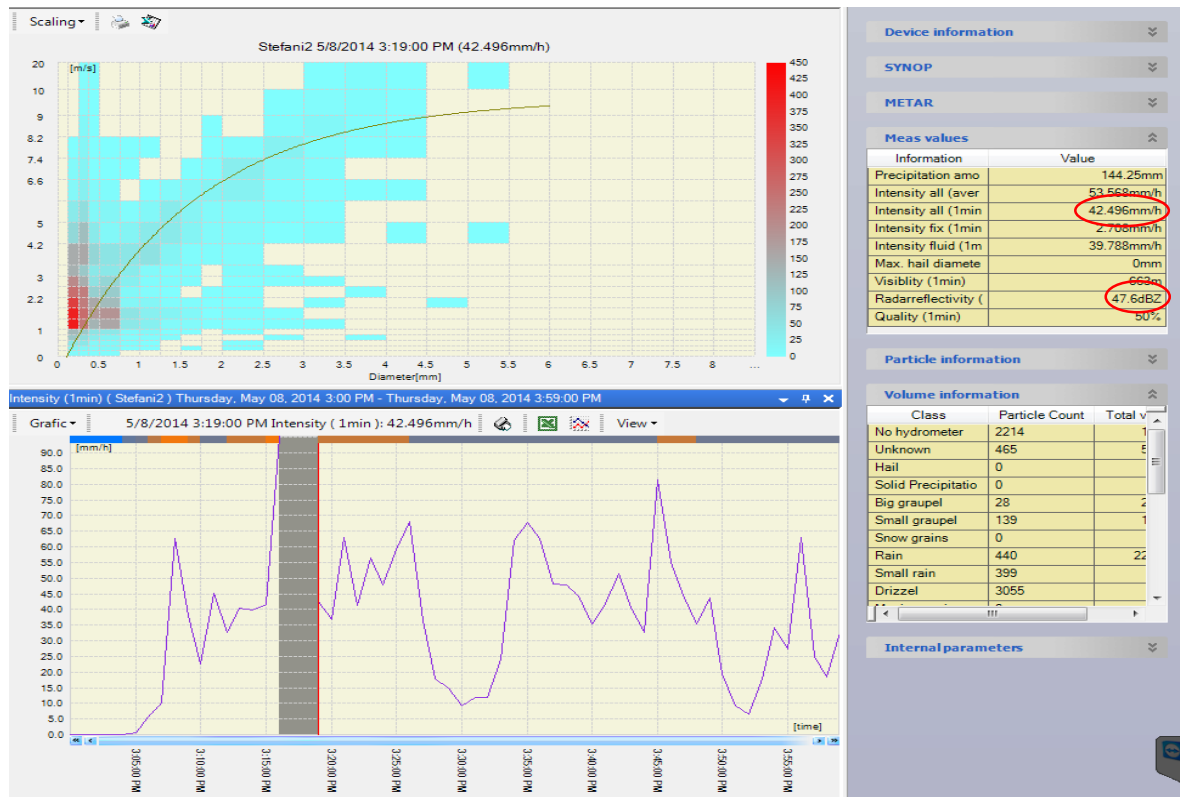 Scaling
Stefani2 5/8/2014 3:19:00 PM (42.496mm/h)
[m/s]
20
10
9
8.2
7.4
6.6
5
4.2
3
2.2
1
0
0 0.5 1 1.5 2 2.5 3 3.5 4 4.5 5 5.5 6 6.5 7 7.5 8 ...
Diameter[mm]
450
425
400
375
350
325
300
275
250
225
200
175
150
125
100
75
50
25
0
Intensity (1min) ( Stefani2 ) Thursday, May 08, 2014 3:00 PM - Thursday, May 08, 2014 3:59:00 PM
Grafic 5/8/2014 3:19:00 PM Intensity ( 1min ): 42.496mm/h View
[mm/h]
90.0
85.0
80.0
75.0
70.0
65.0
60.0
55.0
50.0
45.0
40.0
35.0
30.0
25.0
20.0
15.0
10.0
5.0
0.0
[time]
3:05:00 PM 3:10:00 PM 3:15:00 PM 3:20:00 PM 3:25:00 PM 3:30:00 PM 3:35:00 PM 3:40:00 PM 3:45:00 PM 3:50:00 PM 3:55:00 PM
Device information
SYNOP
METAR
Meas values
Information Value
Precipitation amo 144.25mm
Intensity all (aver 53.568mm/h
Intensity all (1min 42.496mm/h
Intensity fix (1min 2.708mm/h
Intensity fluid (1m 39.788mm/h
Max. hail diamete 0mm
Visiblity (1min) 663m
Radarreflectivity ( 47.6dBZ
Quality (1min) 50%
Particle information
Volume information
Class Particle Count Total v
No hydrometer 2214 1
Unknown 465 5
Hail 0
Solid Precipitatio 0
Big graupel 28 2
Small graupel 139 1
Snow grains 0
Rain 440 22
Small rain 399
Drizzel 3055
Internal parameters